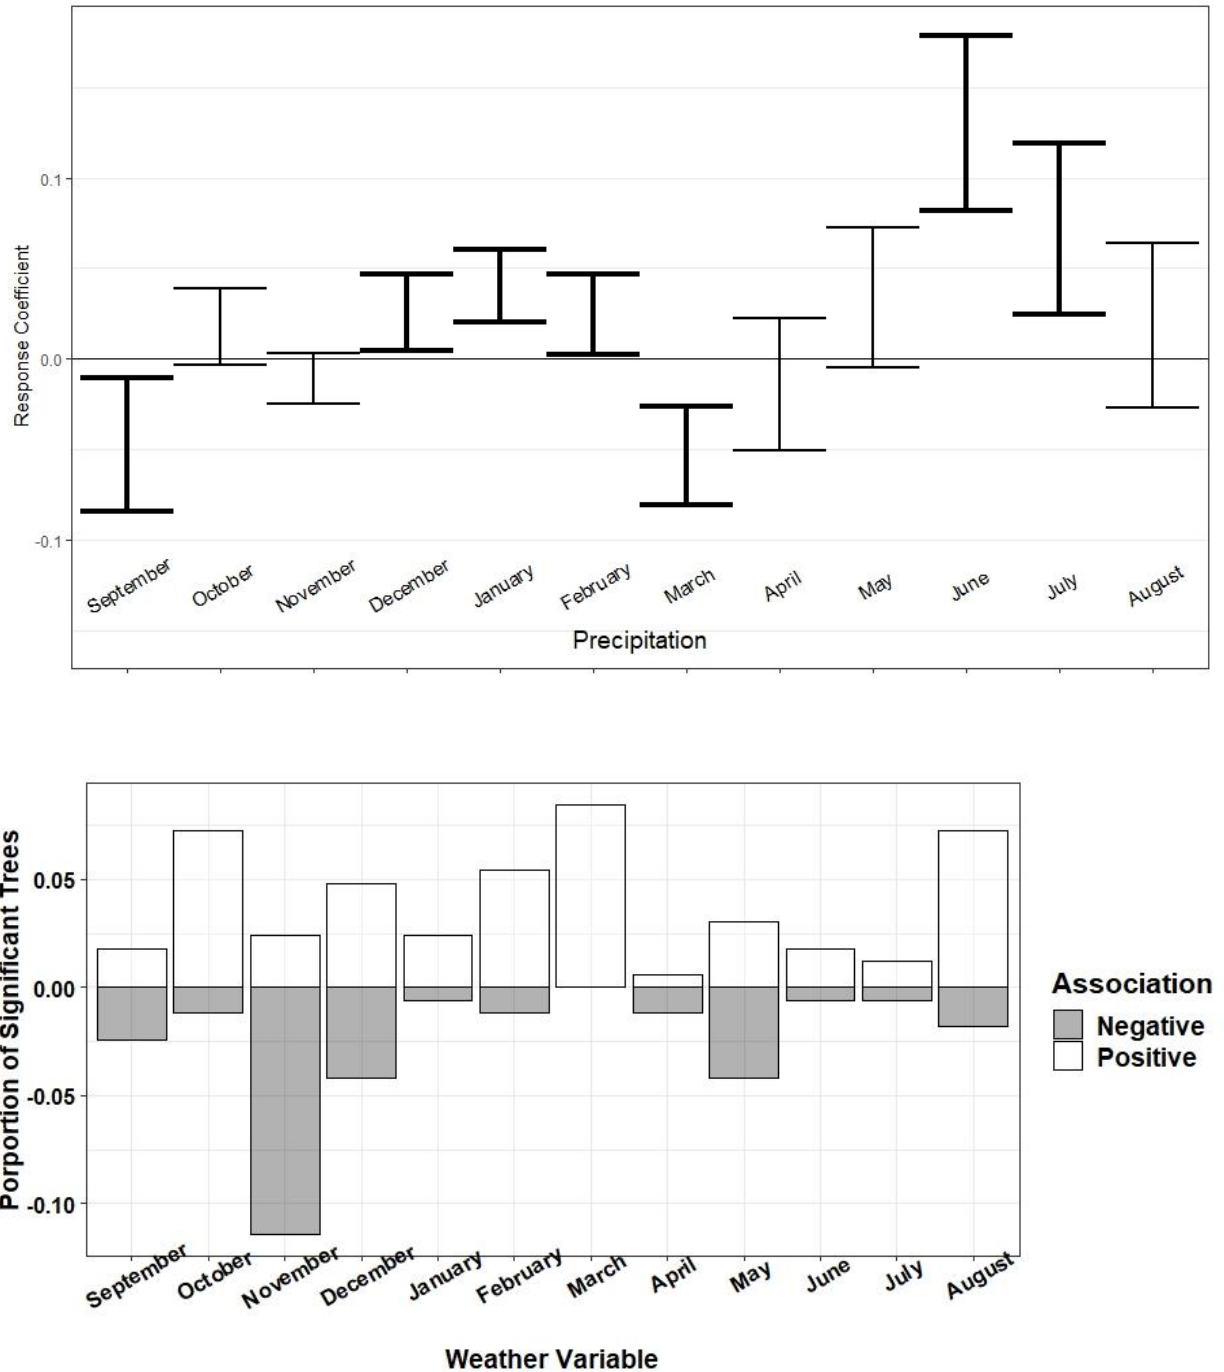 0.1
0.0
-0.1
Response Coefficient
September October November December January February March April May June July August
Precipitation
0.05
0.00
-0.05
-0.10
Porportion of Significant Trees
Association
Negative
Positive
September October November December January February March April May June July August
Weather Variable